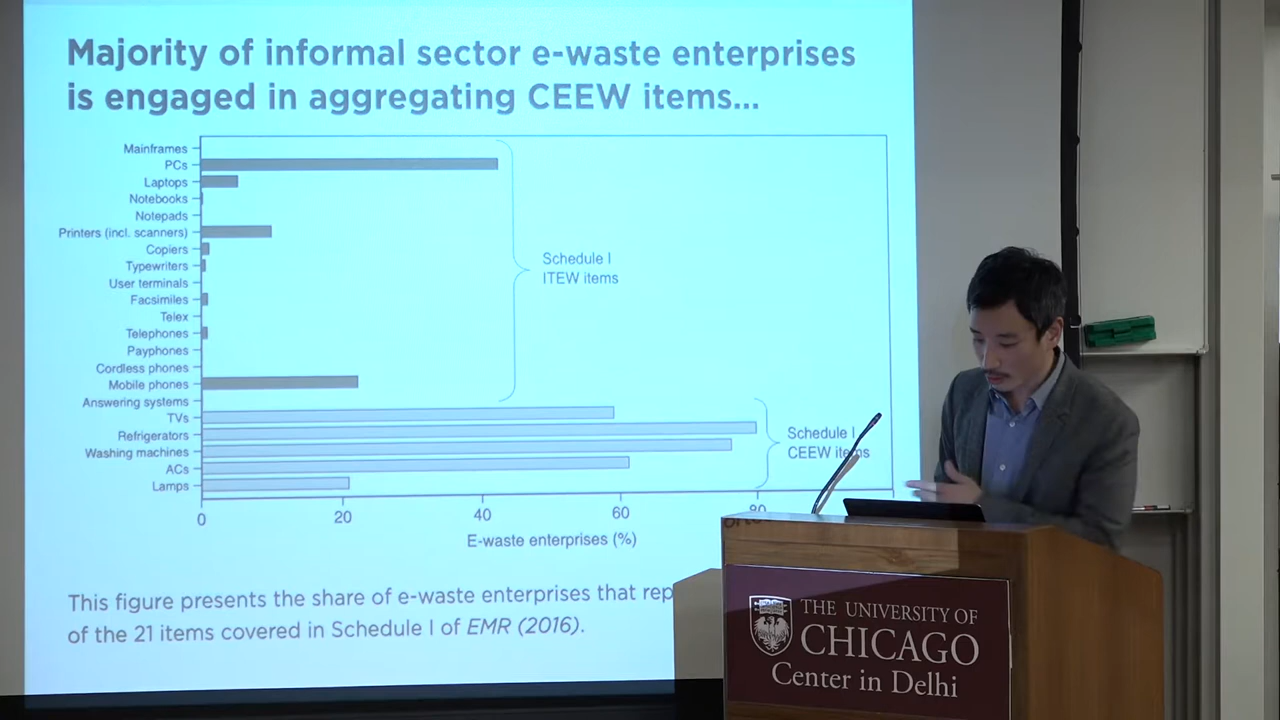 Majority of informal sector e-waste enterprises
is engaged in aggregating CEEW items...
Mainframes
PCs
Laptops
Notebooks
Notepads
Printers (incl. scanners)
Copiers
Typewriters
User terminals
Facsimiles
Telex
Telephones
Payphones
Cordless phones
Mobile phones
Answering systems
TVs
Refrigerators
Washing machines
ACs
Lamps
Schedule I
ITEW items
Schedule I
CEEW items
0 20 40 60 80
E-waste enterprises (%)
This figure presents the share of e-waste enterprises that rep
of the 21 items covered in Schedule I of EMR (2016).
THE UNIVERSITY OF
CHICAGO
Center in Delhi